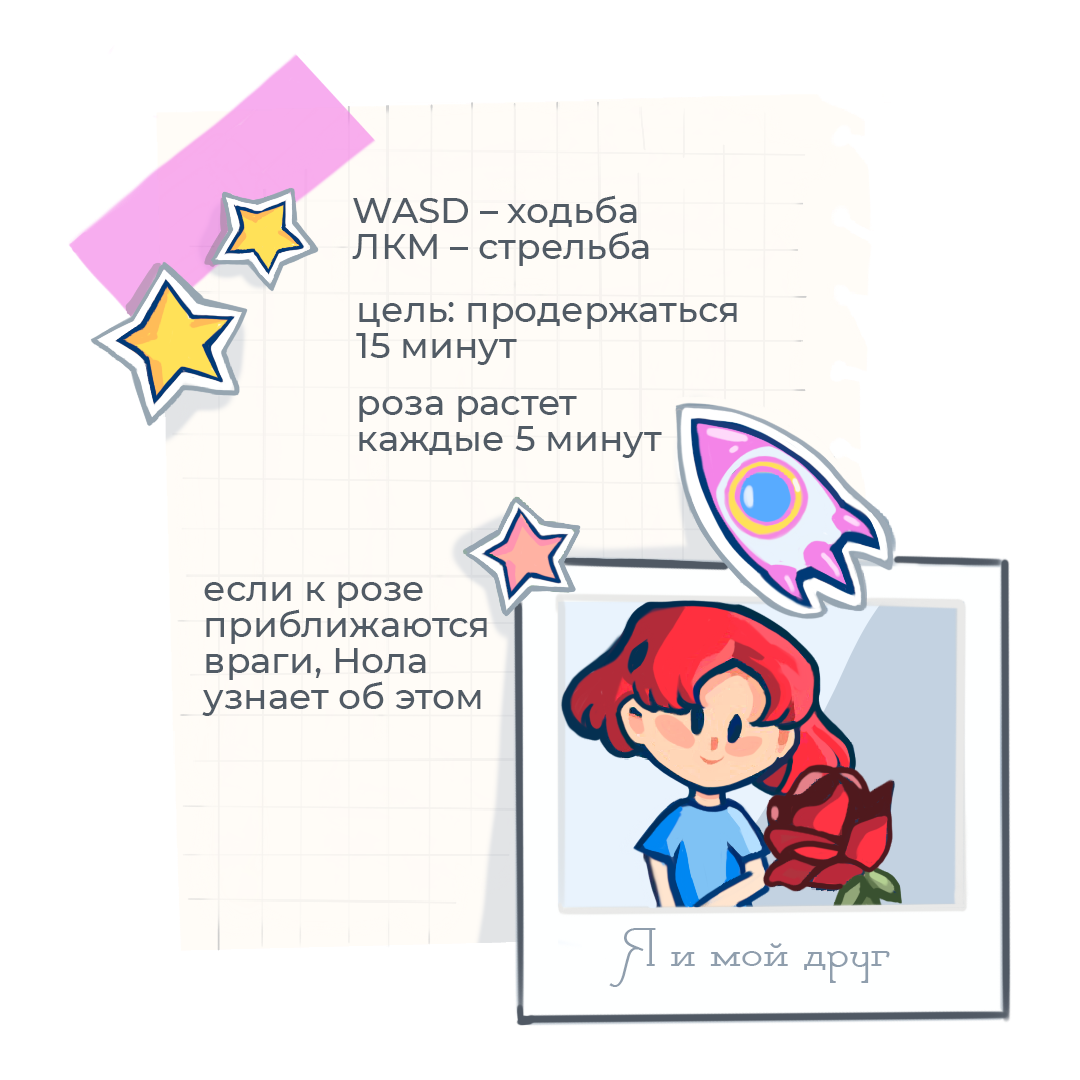 WASD – ходьба
ЛКМ – стрельба
цель: продержаться
15 минут
роза растет
каждые 5 минут
если к розе
приближаются
враги, Нола
узнает об этом
Я и мой друг